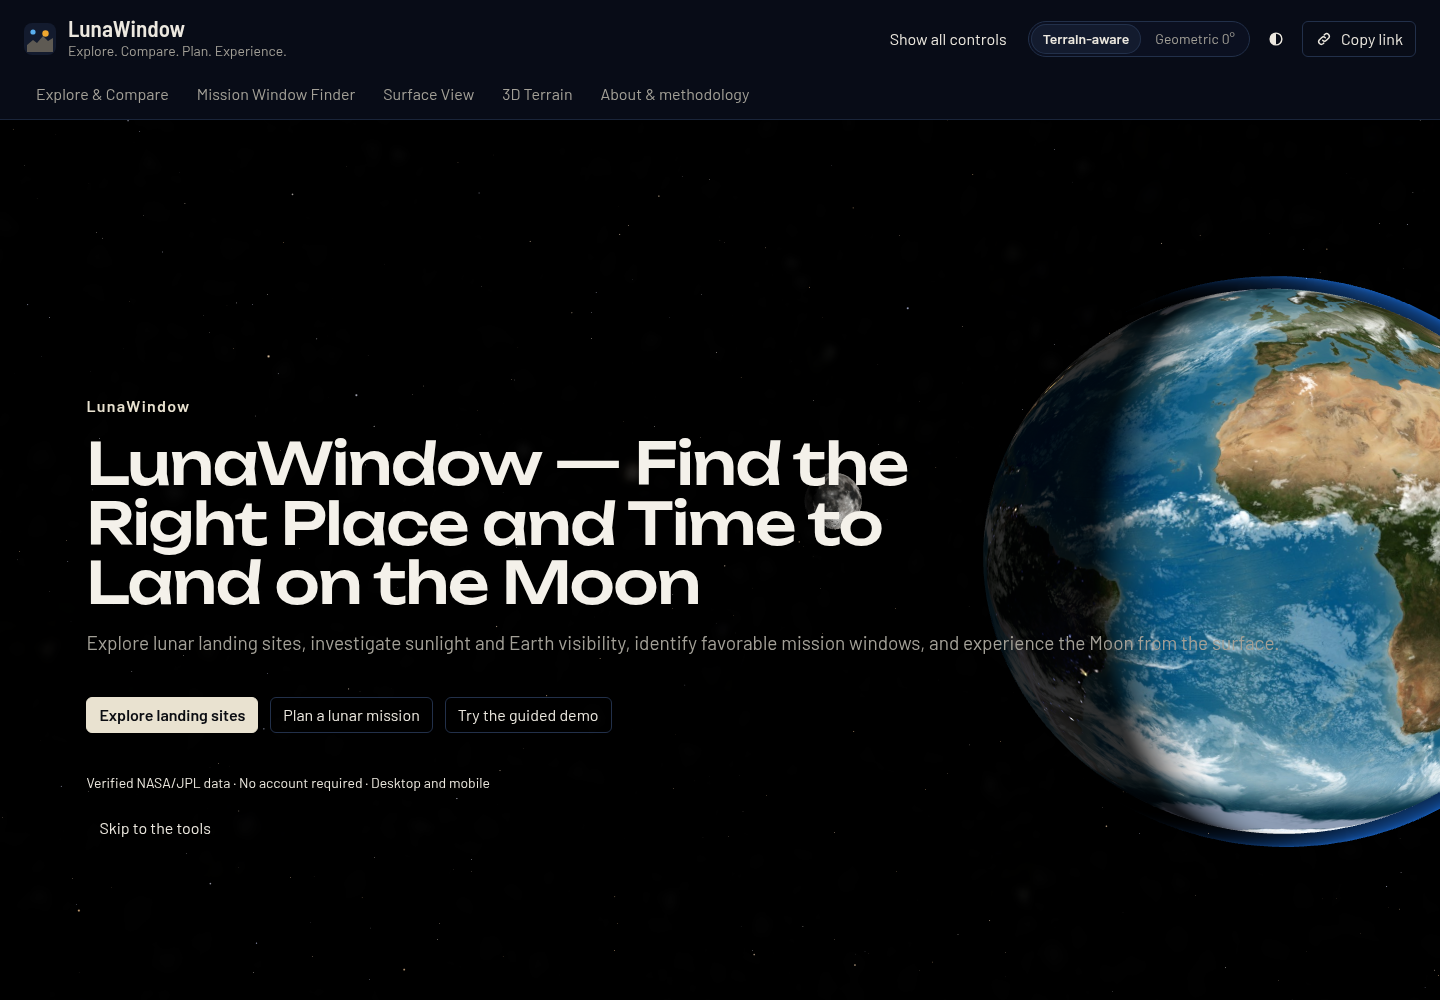 LunaWindow
Explore. Compare. Plan. Experience.
Show all controls
Terrain-aware
Geometric 0°
Copy link
Explore & Compare
Mission Window Finder
Surface View
3D Terrain
About & methodology
LunaWindow
LunaWindow — Find the
Right Place and Time to
Land on the Moon
Explore lunar landing sites, investigate sunlight and Earth visibility, identify favorable mission windows, and experience the Moon from the surface.
Explore landing sites
Plan a lunar mission
Try the guided demo
Verified NASA/JPL data · No account required · Desktop and mobile
Skip to the tools